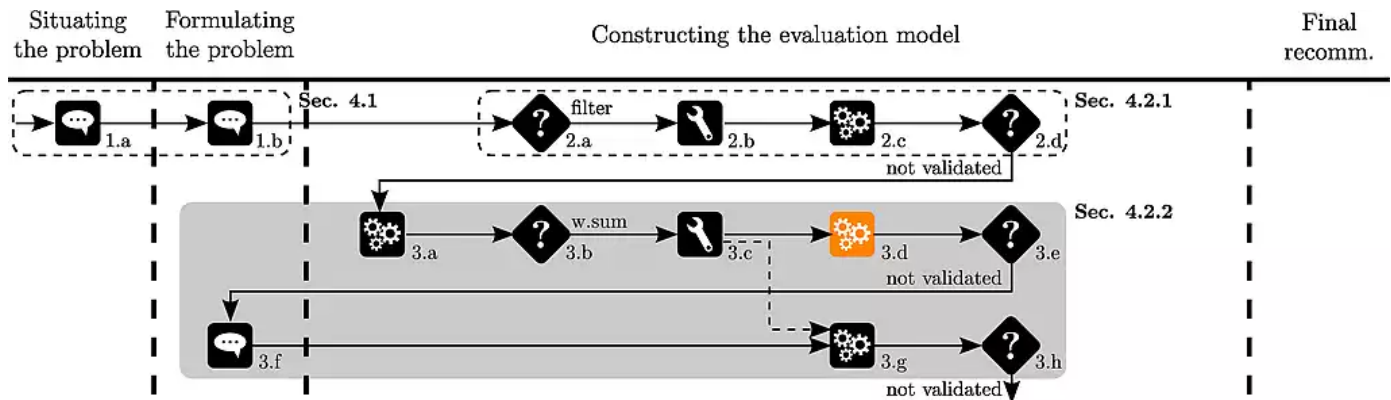 Situating
the problem
Formulating
the problem
Constructing the evaluation model
Final
recomm.
Sec. 4.1
filter
Sec. 4.2.1
1.a
1.b
2.a
2.b
2.c
2.d
not validated
Sec. 4.2.2
w.sum
3.a
3.b
3.c
3.d
3.e
not validated
3.f
3.g
3.h
not validated